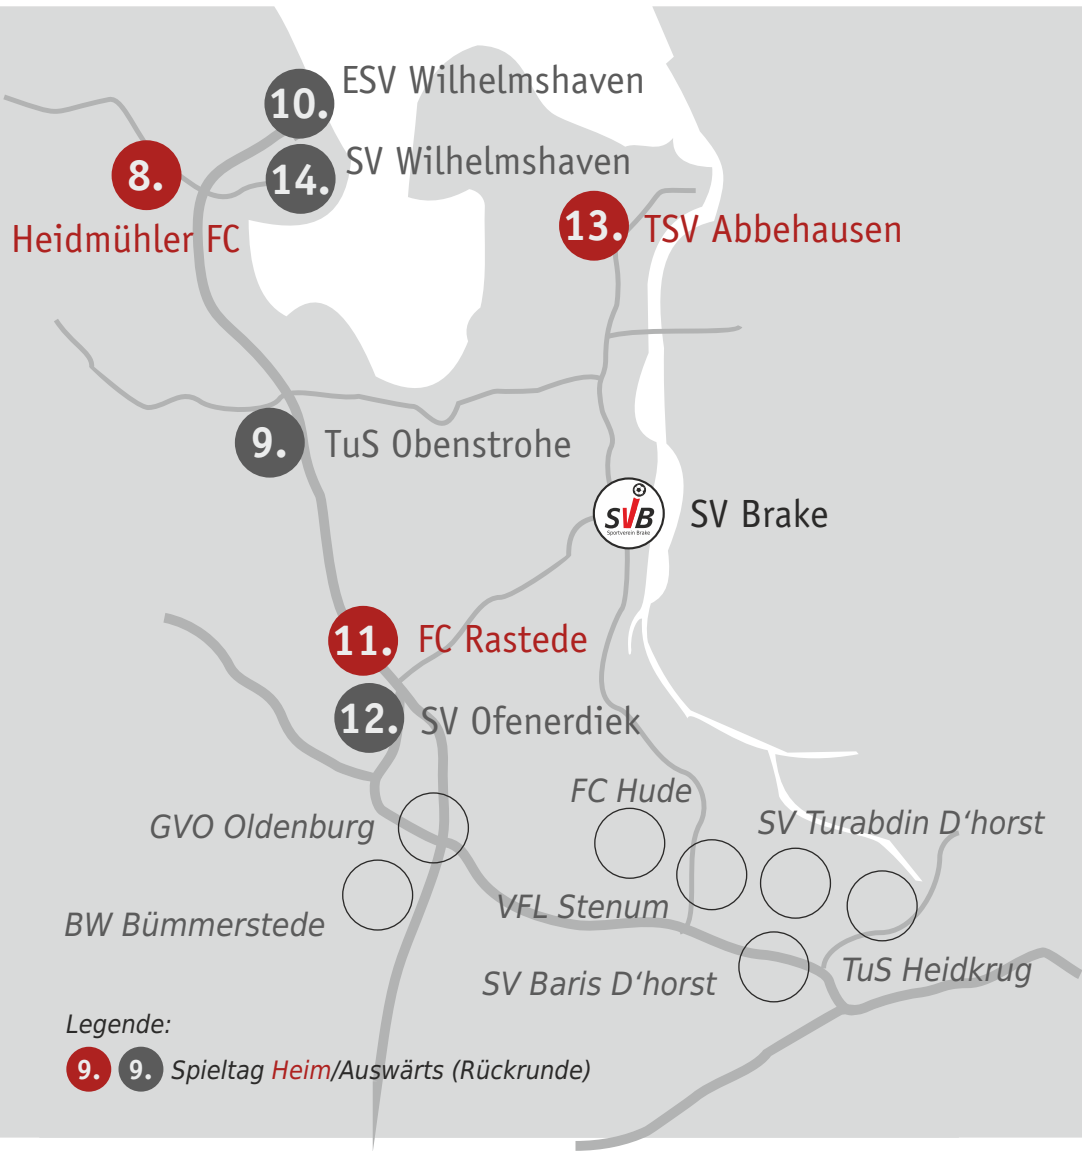 ESV Wilhelmshaven
10.
SV Wilhelmshaven
8.
14.
13.
TSV Abbehausen
Heidmühler FC
9.
TuS Obenstrohe
SVB
Sportverein Brake
SV Brake
11.
FC Rastede
12.
SV Ofenerdiek
FC Hude
GVO Oldenburg
SV Turabdin D‘horst
VFL Stenum
BW Bümmerstede
SV Baris D‘horst
TuS Heidkrug
Legende:
9. 9. Spieltag Heim/Auswärts (Rückrunde)